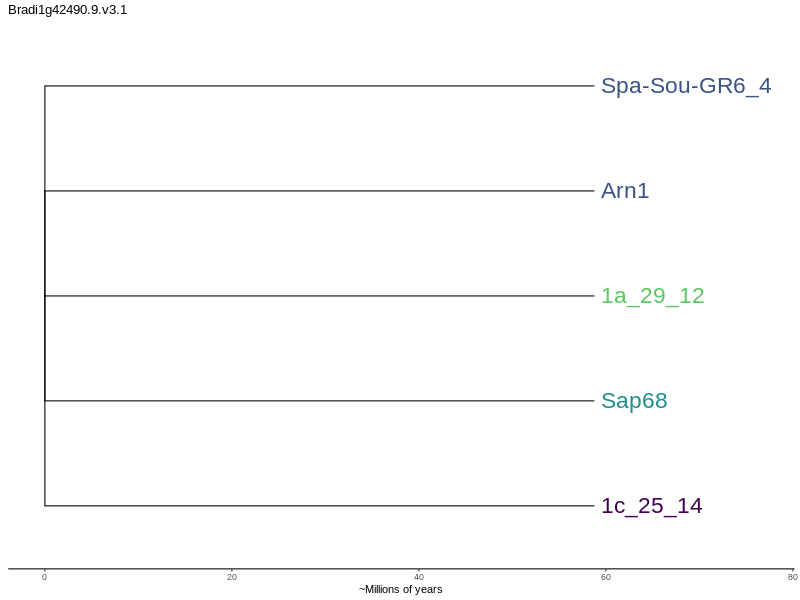 Bradi1g42490.9.v3.1
Spa-Sou-GR6_4
Arn1
1a_29_12
Sap68
1c_25_14
0 20 40 60 80
~Millions of years